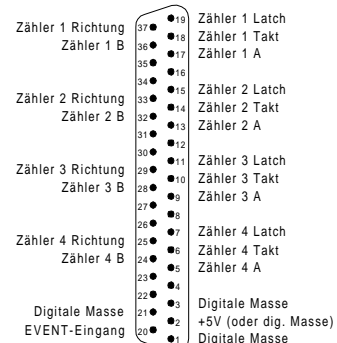 19 Zähler 1 Latch
Zähler 1 Richtung 37
18 Zähler 1 Takt
Zähler 1 B 36
17 Zähler 1 A
35
16
34
15 Zähler 2 Latch
Zähler 2 Richtung 33
14 Zähler 2 Takt
Zähler 2 B 32
13 Zähler 2 A
31
12
30
11 Zähler 3 Latch
Zähler 3 Richtung 29
10 Zähler 3 Takt
Zähler 3 B 28
9 Zähler 3 A
27
8
26
7 Zähler 4 Latch
Zähler 4 Richtung 25
6 Zähler 4 Takt
Zähler 4 B 24
5 Zähler 4 A
23
4
22
3 Digitale Masse
Digitale Masse 21
2 +5V (oder dig. Masse)
EVENT-Eingang 20
1 Digitale Masse